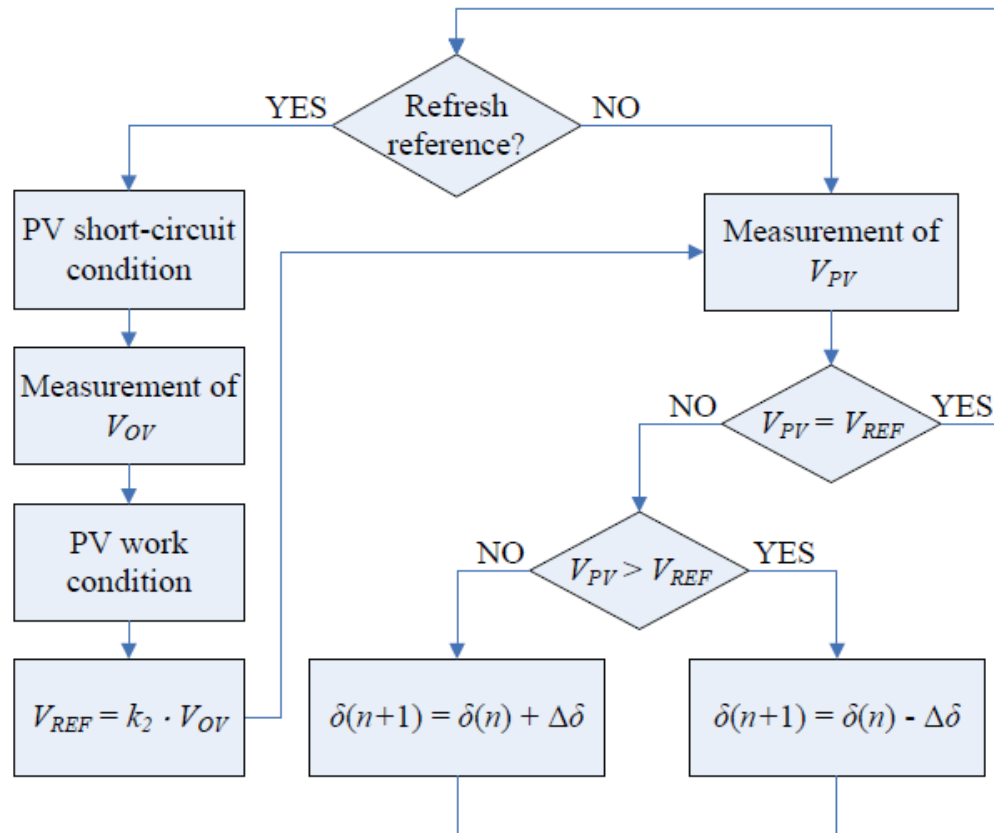 Refresh
reference?
YES
NO
PV short-circuit
condition
Measurement of
V_OV
PV work
condition
V_REF = k_2 · V_OV
Measurement of
V_PV
V_PV = V_REF
NO
YES
V_PV > V_REF
NO
YES
δ(n+1) = δ(n) + Δδ
δ(n+1) = δ(n) - Δδ